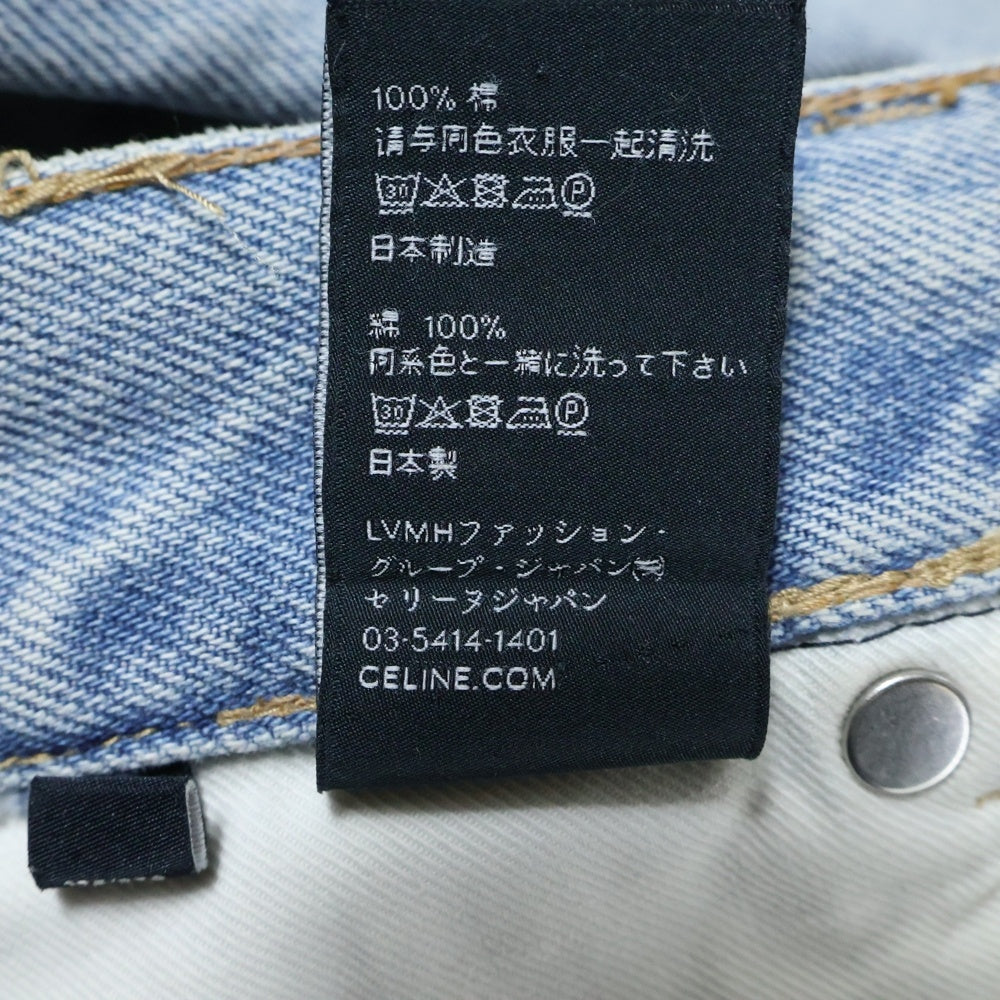 100% 棉
请与同色衣服一起清洗
30 P
日本制造
綿 100%
同系色と一緒に洗って下さい
30 P
日本製
LVMHファッション・
グループ・ジャパン㈱
セリーヌジャパン
03-5414-1401
CELINE.COM